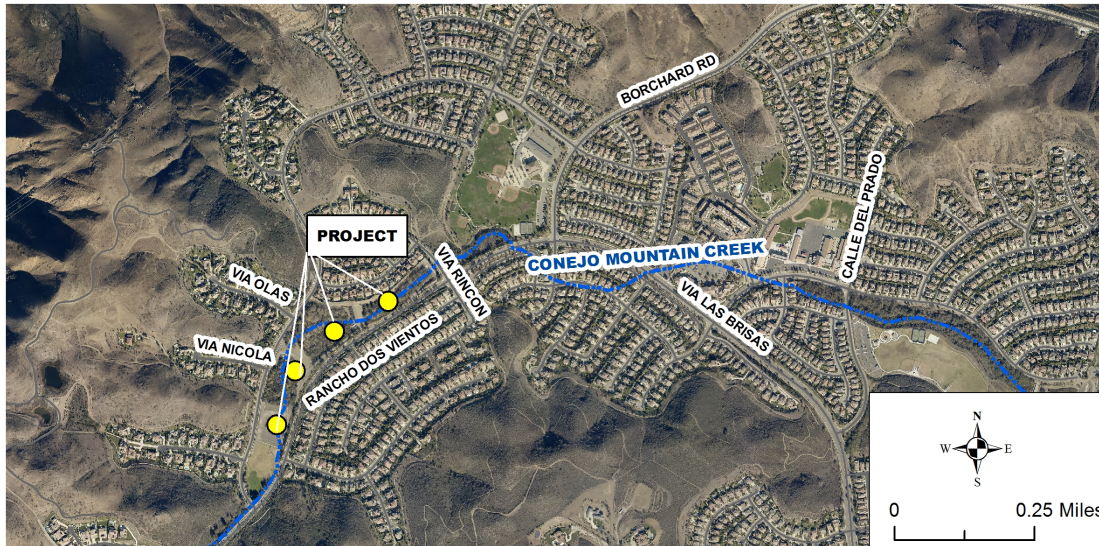 BORCHARD RD
CALLE DEL PRADO
PROJECT
CONEJO MOUNTAIN CREEK
VIA RINCON
VIA OLAS
VIA LAS BRISAS
VIA NICOLA
RANCHO DOS VIENTOS
N
W E
S
0 0.25 Miles